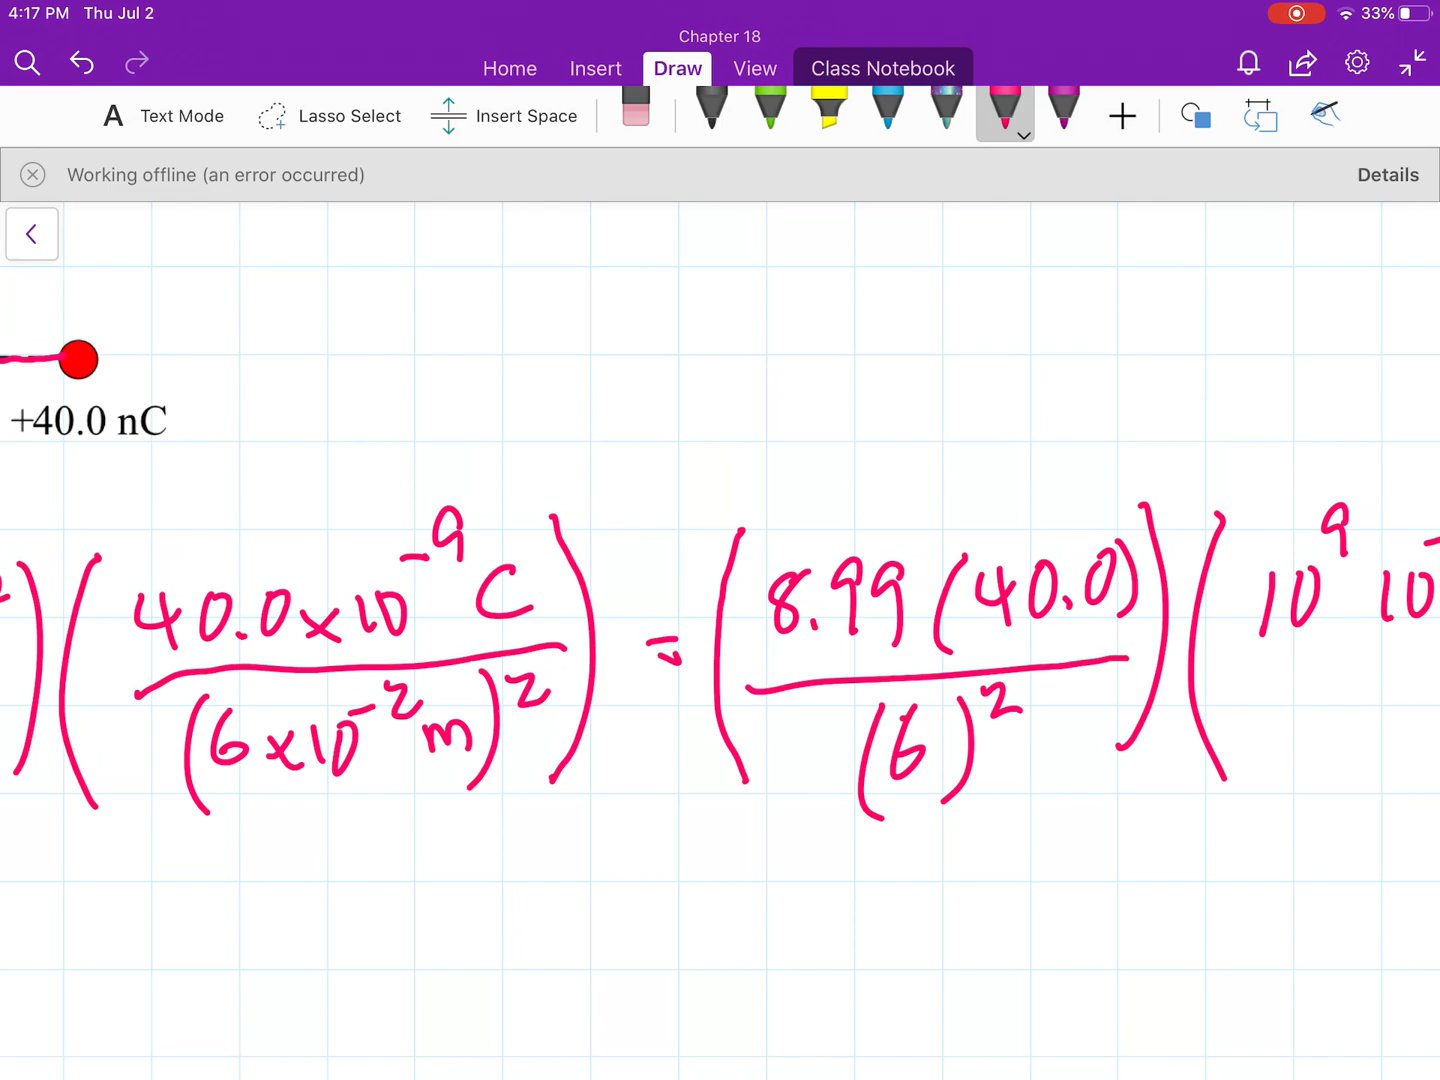 4:17 PM Thu Jul 2
33%
Chapter 18
Home Insert Draw View Class Notebook
A Text Mode Lasso Select Insert Space
Working offline (an error occurred) Details
+40.0 nC
) ( 40.0 x 10⁻⁹ C / (6 x 10⁻² m)² ) = ( 8.99 (40.0) / (6)² ) ( 10⁹ 10⁻